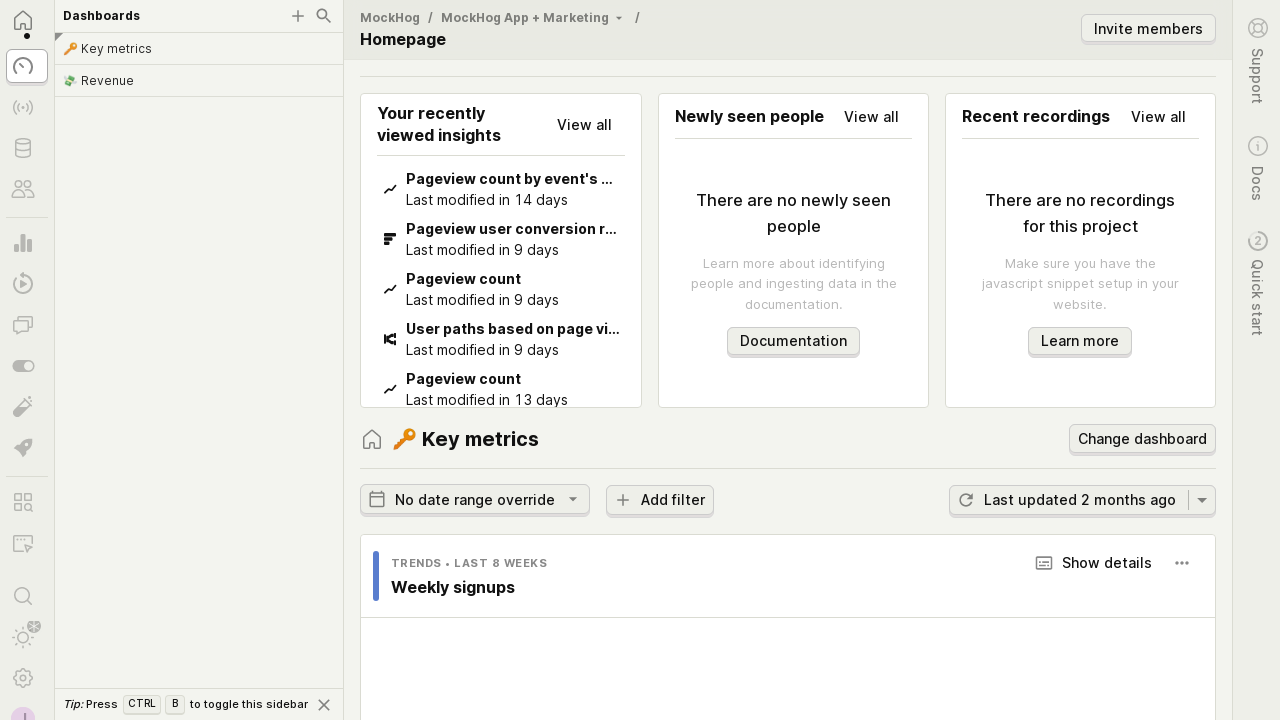 Dashboards
🔑 Key metrics
💸 Revenue
Tip: Press CTRL B to toggle this sidebar
MockHog / MockHog App + Marketing /
Homepage
Invite members
Your recently
viewed insights
View all
Pageview count by event's ...
Last modified in 14 days
Pageview user conversion r...
Last modified in 9 days
Pageview count
Last modified in 9 days
User paths based on page vi...
Last modified in 9 days
Pageview count
Last modified in 13 days
Newly seen people
View all
There are no newly seen
people
Learn more about identifying
people and ingesting data in the
documentation.
Documentation
Recent recordings
View all
There are no recordings
for this project
Make sure you have the
javascript snippet setup in your
website.
Learn more
🔑 Key metrics
Change dashboard
No date range override
Add filter
Last updated 2 months ago
TRENDS • LAST 8 WEEKS
Weekly signups
Show details
Support
Docs
2
Quick start